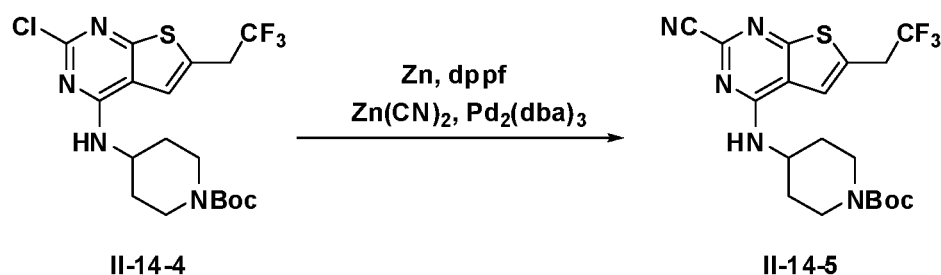 Cl N S CF₃
N
HN
NBoc
II-14-4
Zn, dppf
Zn(CN)₂, Pd₂(dba)₃
NC N S CF₃
N
HN
NBoc
II-14-5